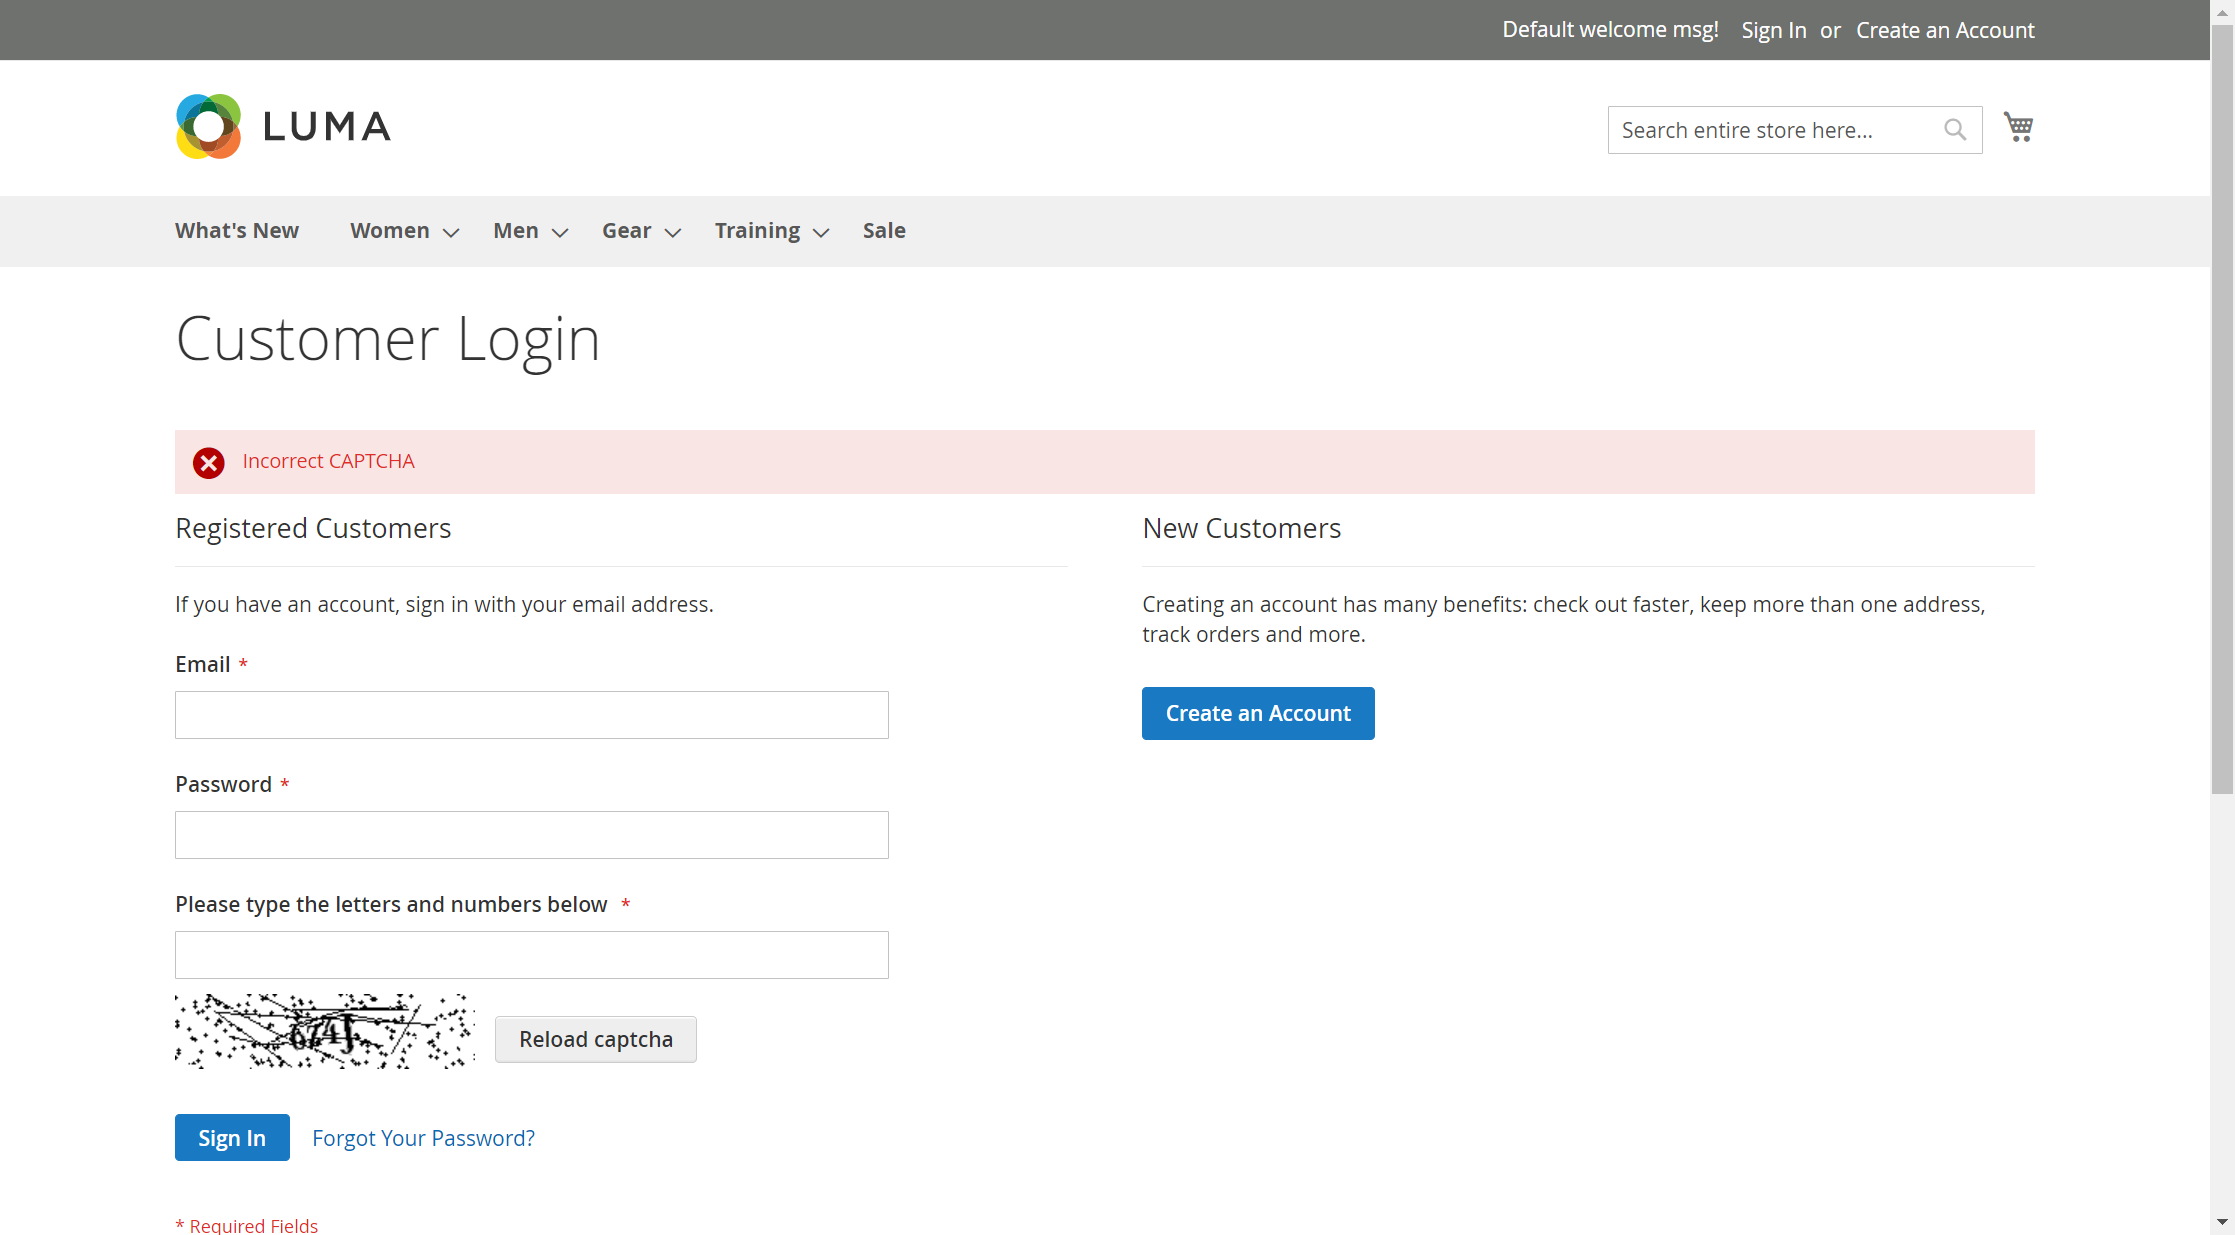 Default welcome msg! Sign In or Create an Account
LUMA
Search entire store here...
What's New Women Men Gear Training Sale
Customer Login
Incorrect CAPTCHA
Registered Customers
If you have an account, sign in with your email address.
Email *
Password *
Please type the letters and numbers below *
Reload captcha
Sign In Forgot Your Password?
* Required Fields
New Customers
Creating an account has many benefits: check out faster, keep more than one address,
track orders and more.
Create an Account